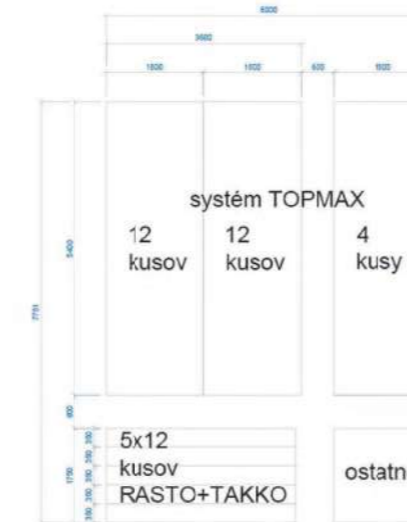 6000
3600
1800 1800 600 1800
systém TOPMAX
12 12 4
kusov kusov kusy
5400
7751
600
5x12
kusov
RASTO+TAKKO
ostatn
1750
350
350
350
350
350